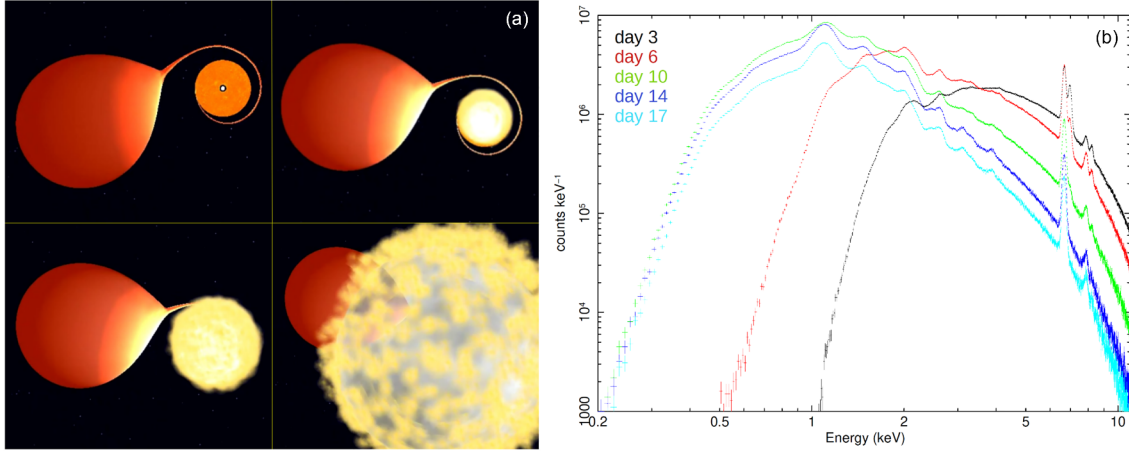 (a)
(b)
day 3
day 6
day 10
day 14
day 17
counts keV⁻¹
10⁷
10⁶
10⁵
10⁴
1000
0.2
0.5
1
2
5
10
Energy (keV)